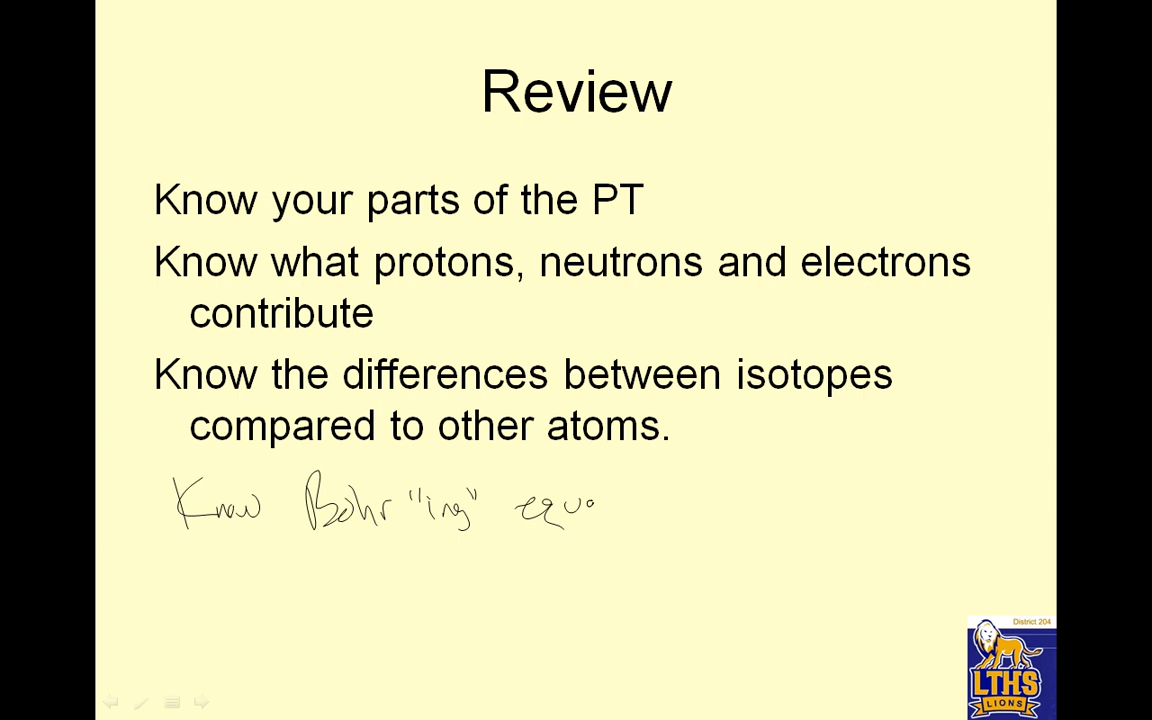 Review
Know your parts of the PT
Know what protons, neutrons and electrons
contribute
Know the differences between isotopes
compared to other atoms.
Know Bohr "ing" equa
District 204
LTHS
LIONS